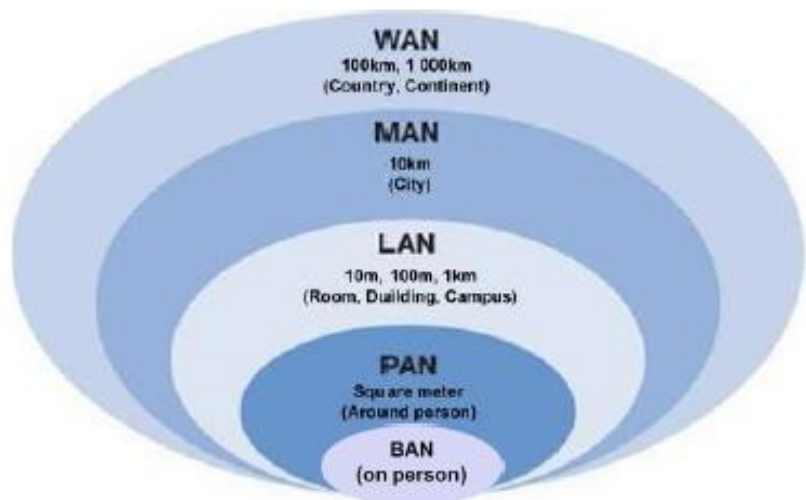 WAN
100km, 1 000km
(Country, Continent)
MAN
10km
(City)
LAN
10m, 100m, 1km
(Room, Duilding, Campus)
PAN
Square meter
(Around person)
BAN
(on person)